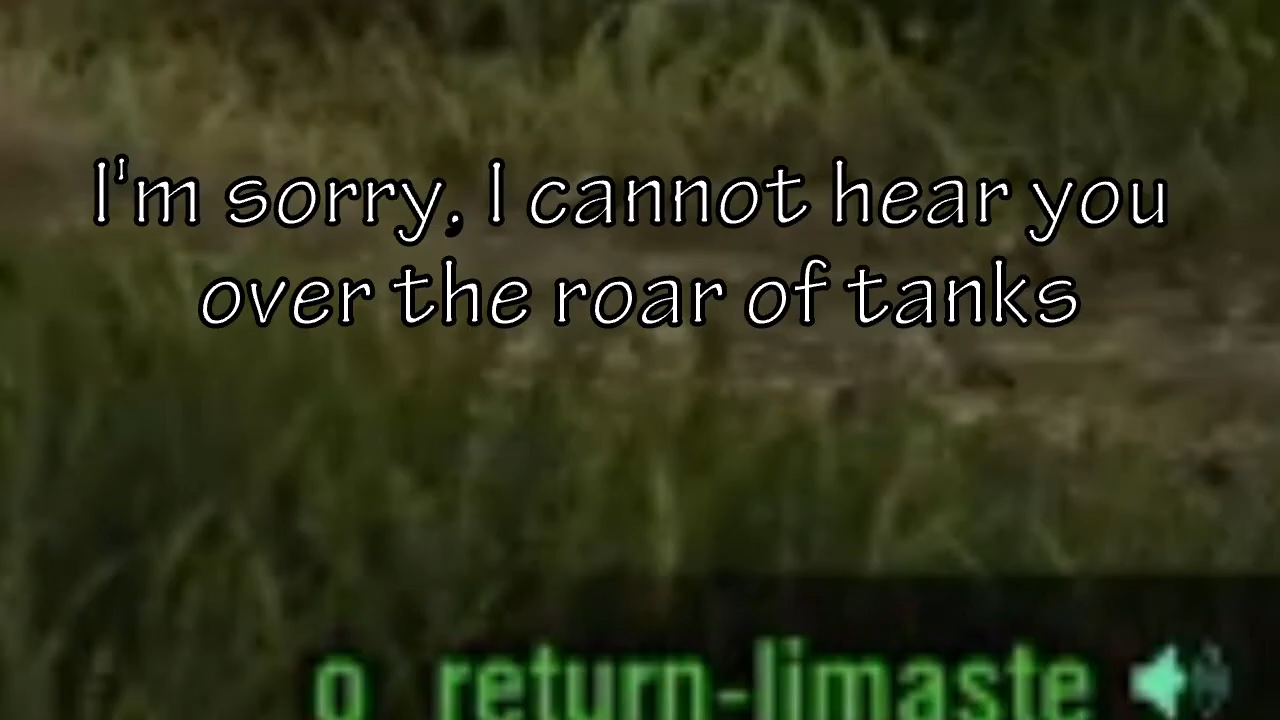 I'm sorry, I cannot hear you
over the roar of tanks
o return-limaste